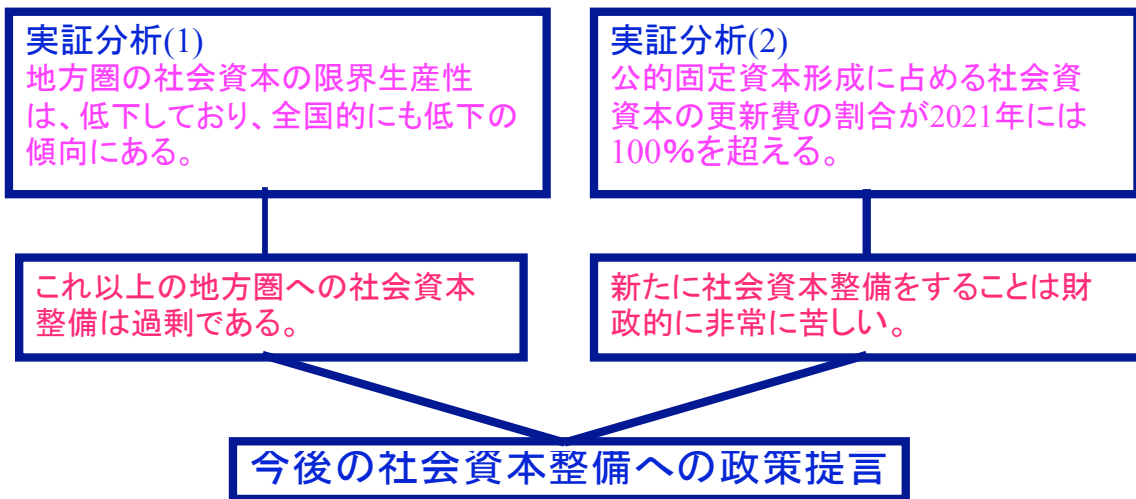 実証分析(1)
地方圏の社会資本の限界生産性
は、低下しており、全国的にも低下の
傾向にある。
実証分析(2)
公的固定資本形成に占める社会資
資本の更新費の割合が2021年には
100%を超える。
これ以上の地方圏への社会資本
整備は過剰である。
新たに社会資本整備をすることは財
政的に非常に苦しい。
今後の社会資本整備への政策提言